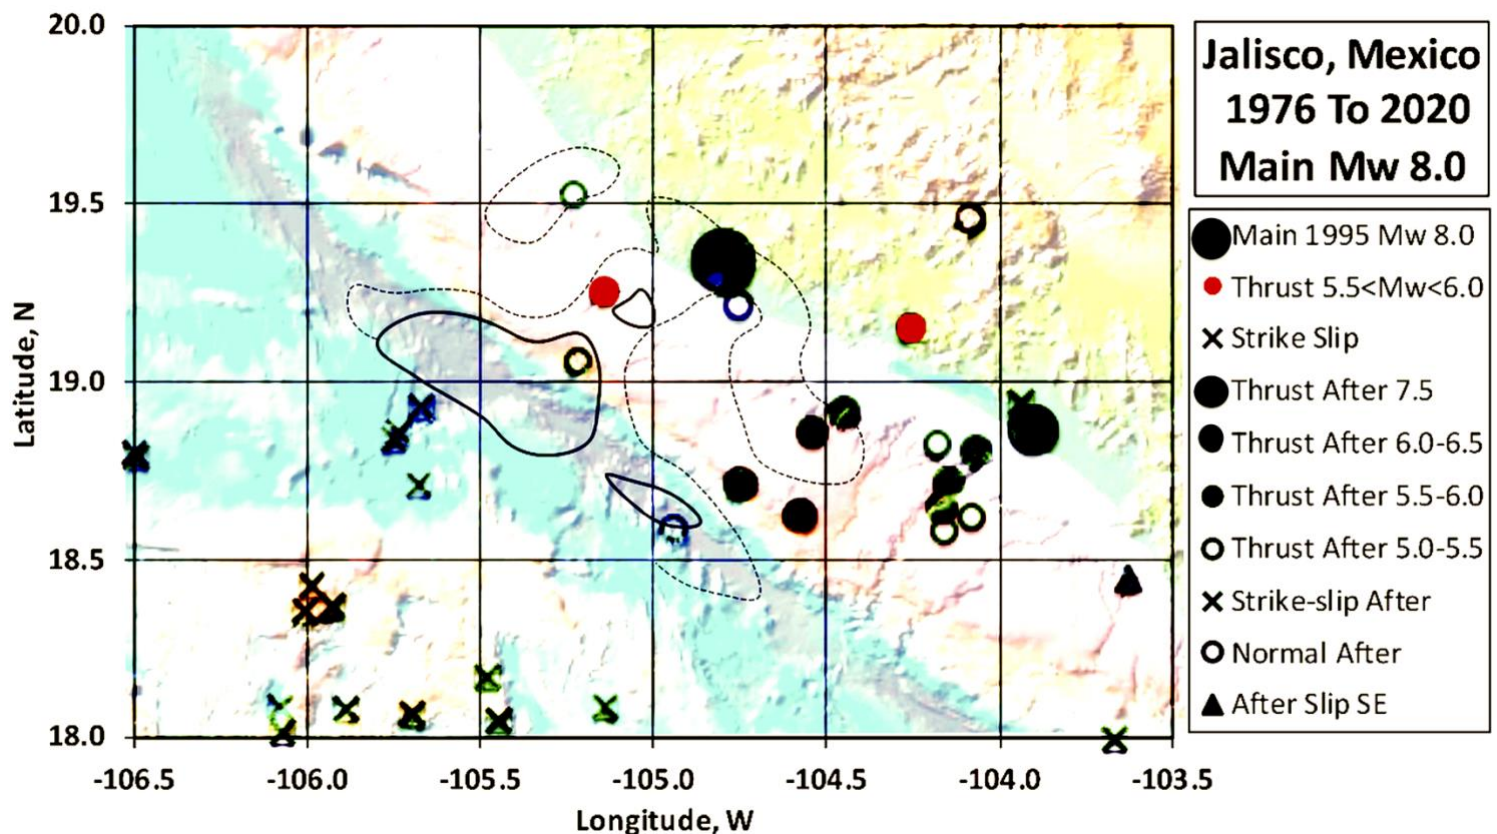 20.0
19.5
19.0
18.5
18.0
Latitude, N
-106.5
-106.0
-105.5
-105.0
-104.5
-104.0
-103.5
Longitude, W
Jalisco, Mexico
1976 To 2020
Main Mw 8.0
Main 1995 Mw 8.0
Thrust 5.5<Mw<6.0
Strike Slip
Thrust After 7.5
Thrust After 6.0-6.5
Thrust After 5.5-6.0
Thrust After 5.0-5.5
Strike-slip After
Normal After
After Slip SE